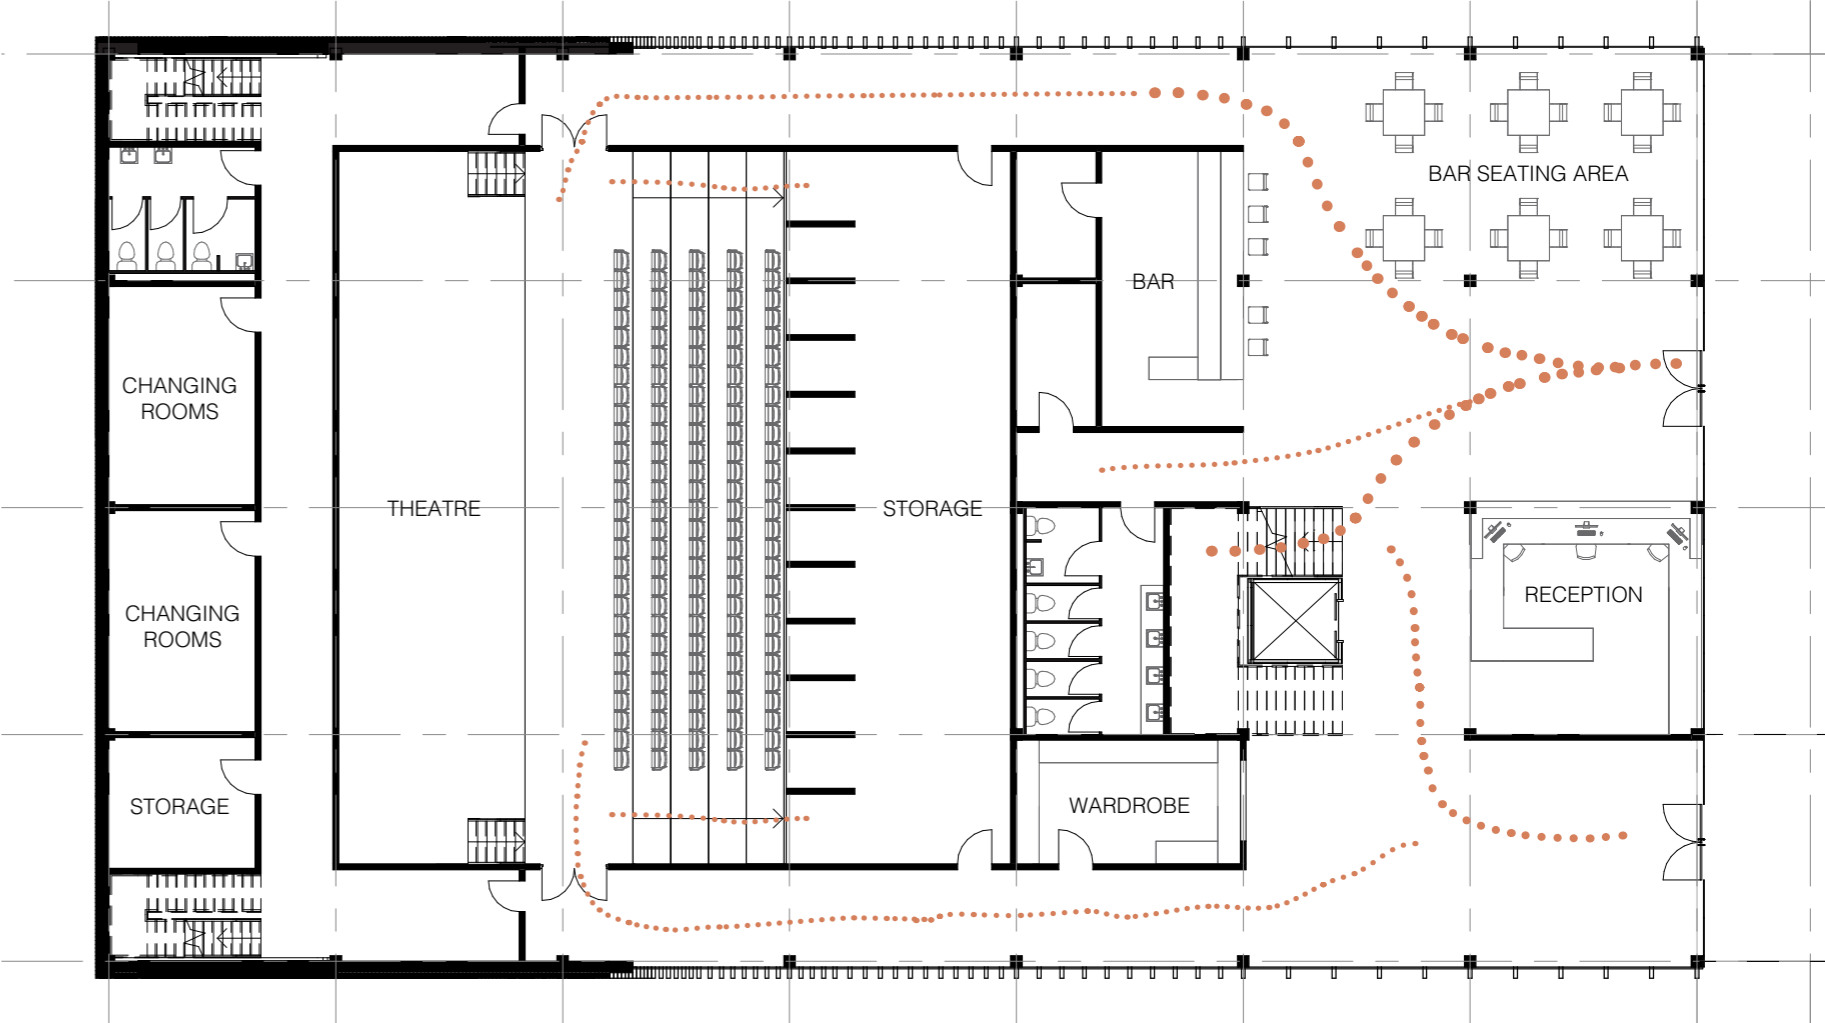 BAR SEATING AREA
BAR
CHANGING
ROOMS
THEATRE
STORAGE
RECEPTION
CHANGING
ROOMS
STORAGE
WARDROBE